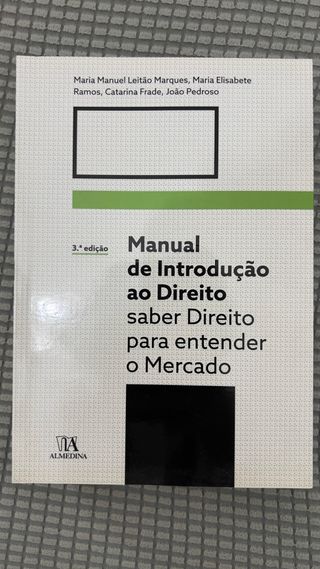 Maria Manuel Leitão Marques, Maria Elisabete
Ramos, Catarina Frade, João Pedroso
3.ª edição
Manual
de Introdução
ao Direito
saber Direito
para entender
o Mercado
ALMEDINA